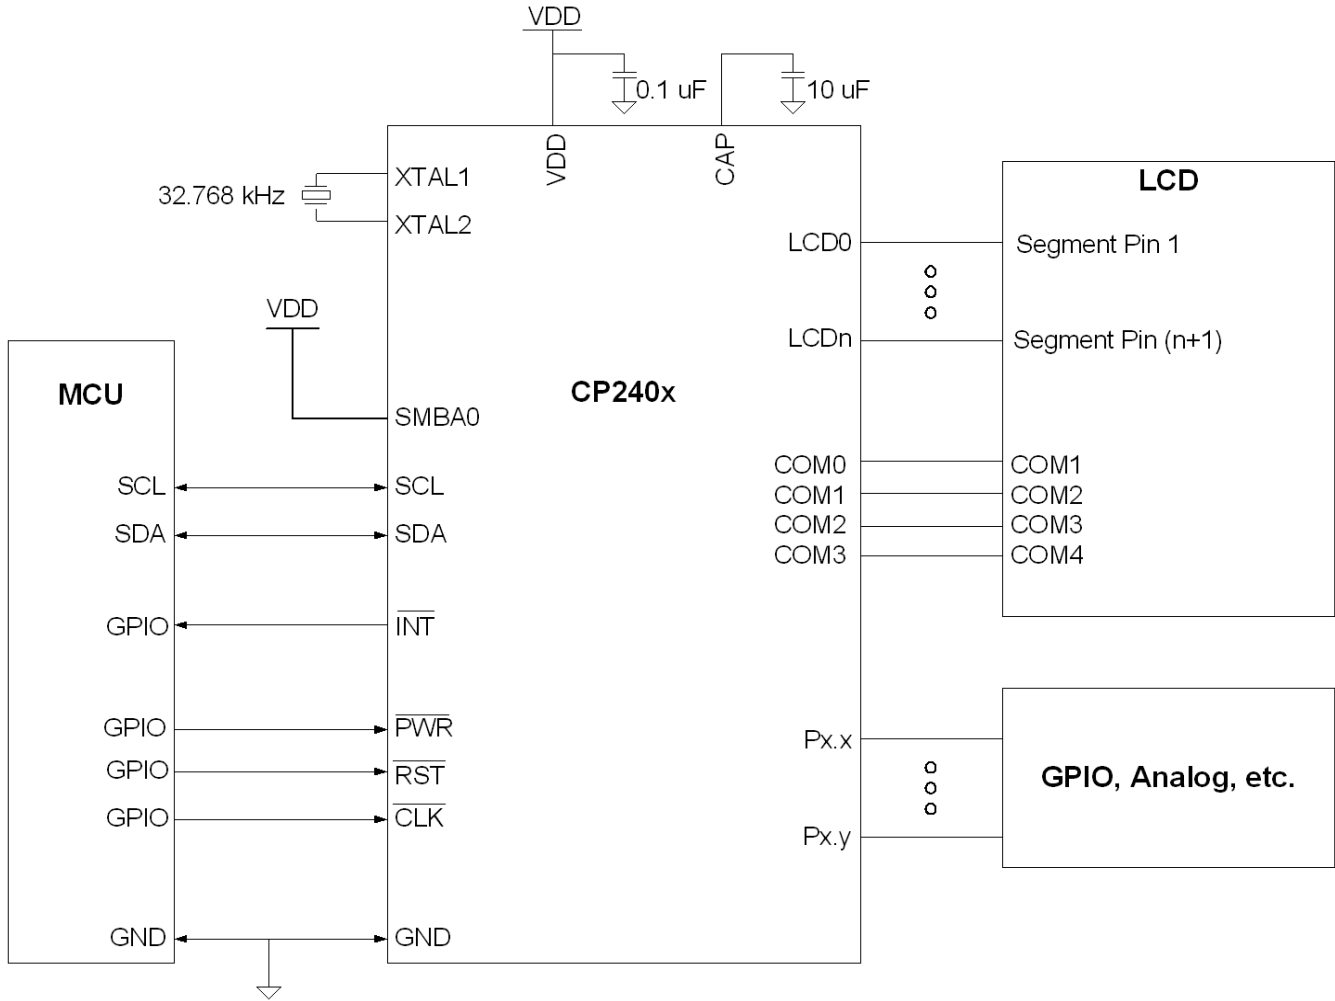 VDD
0.1 uF
10 uF
VDD
CAP
XTAL1
32.768 kHz
XTAL2
LCD
LCD0
Segment Pin 1
VDD
LCDn
Segment Pin (n+1)
MCU
CP240x
SMBA0
COM0
COM1
COM1
COM2
COM2
COM3
COM3
COM4
SCL
SCL
SDA
SDA
GPIO
INT
GPIO
PWR
GPIO
RST
GPIO
CLK
Px.x
GPIO, Analog, etc.
Px.y
GND
GND